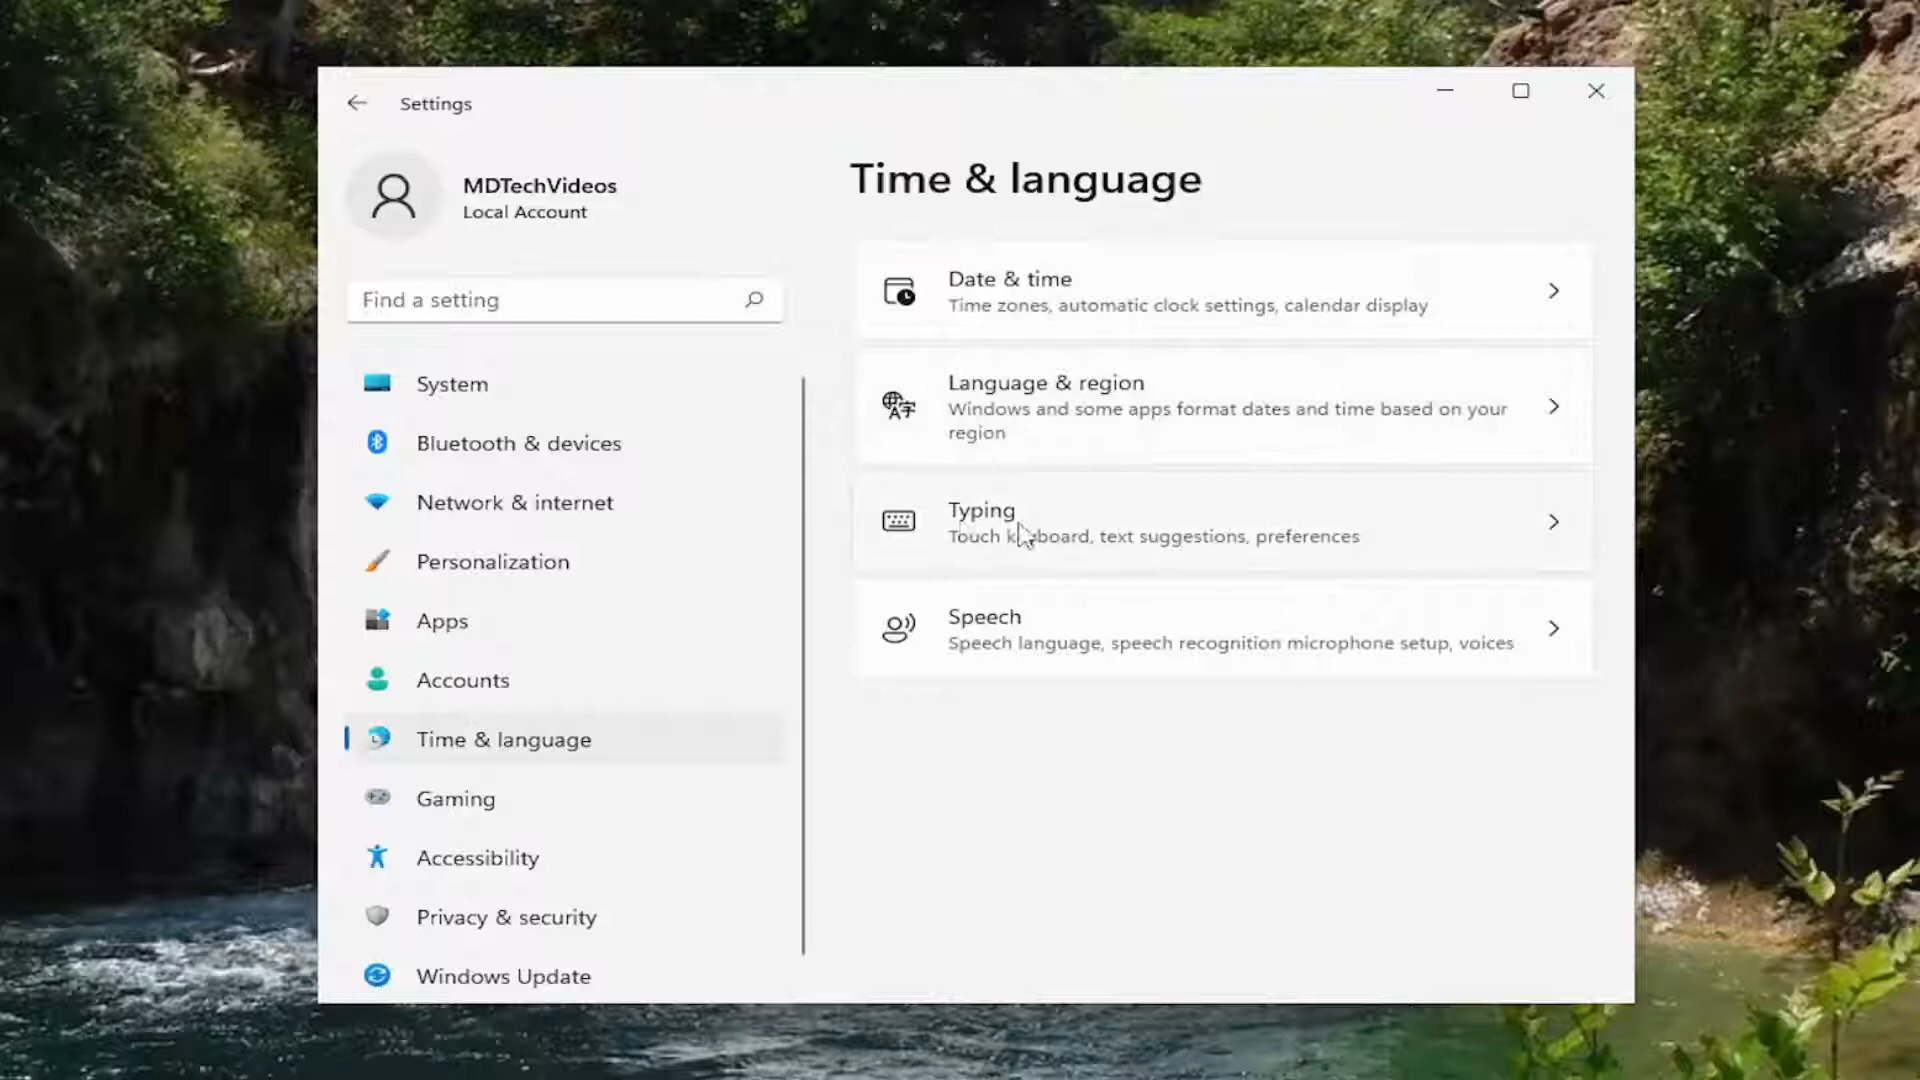 Settings
MDTechVideos
Local Account
Find a setting
System
Bluetooth & devices
Network & internet
Personalization
Apps
Accounts
Time & language
Gaming
Accessibility
Privacy & security
Windows Update
Time & language
Date & time
Time zones, automatic clock settings, calendar display
Language & region
Windows and some apps format dates and time based on your
region
Typing
Touch keyboard, text suggestions, preferences
Speech
Speech language, speech recognition microphone setup, voices